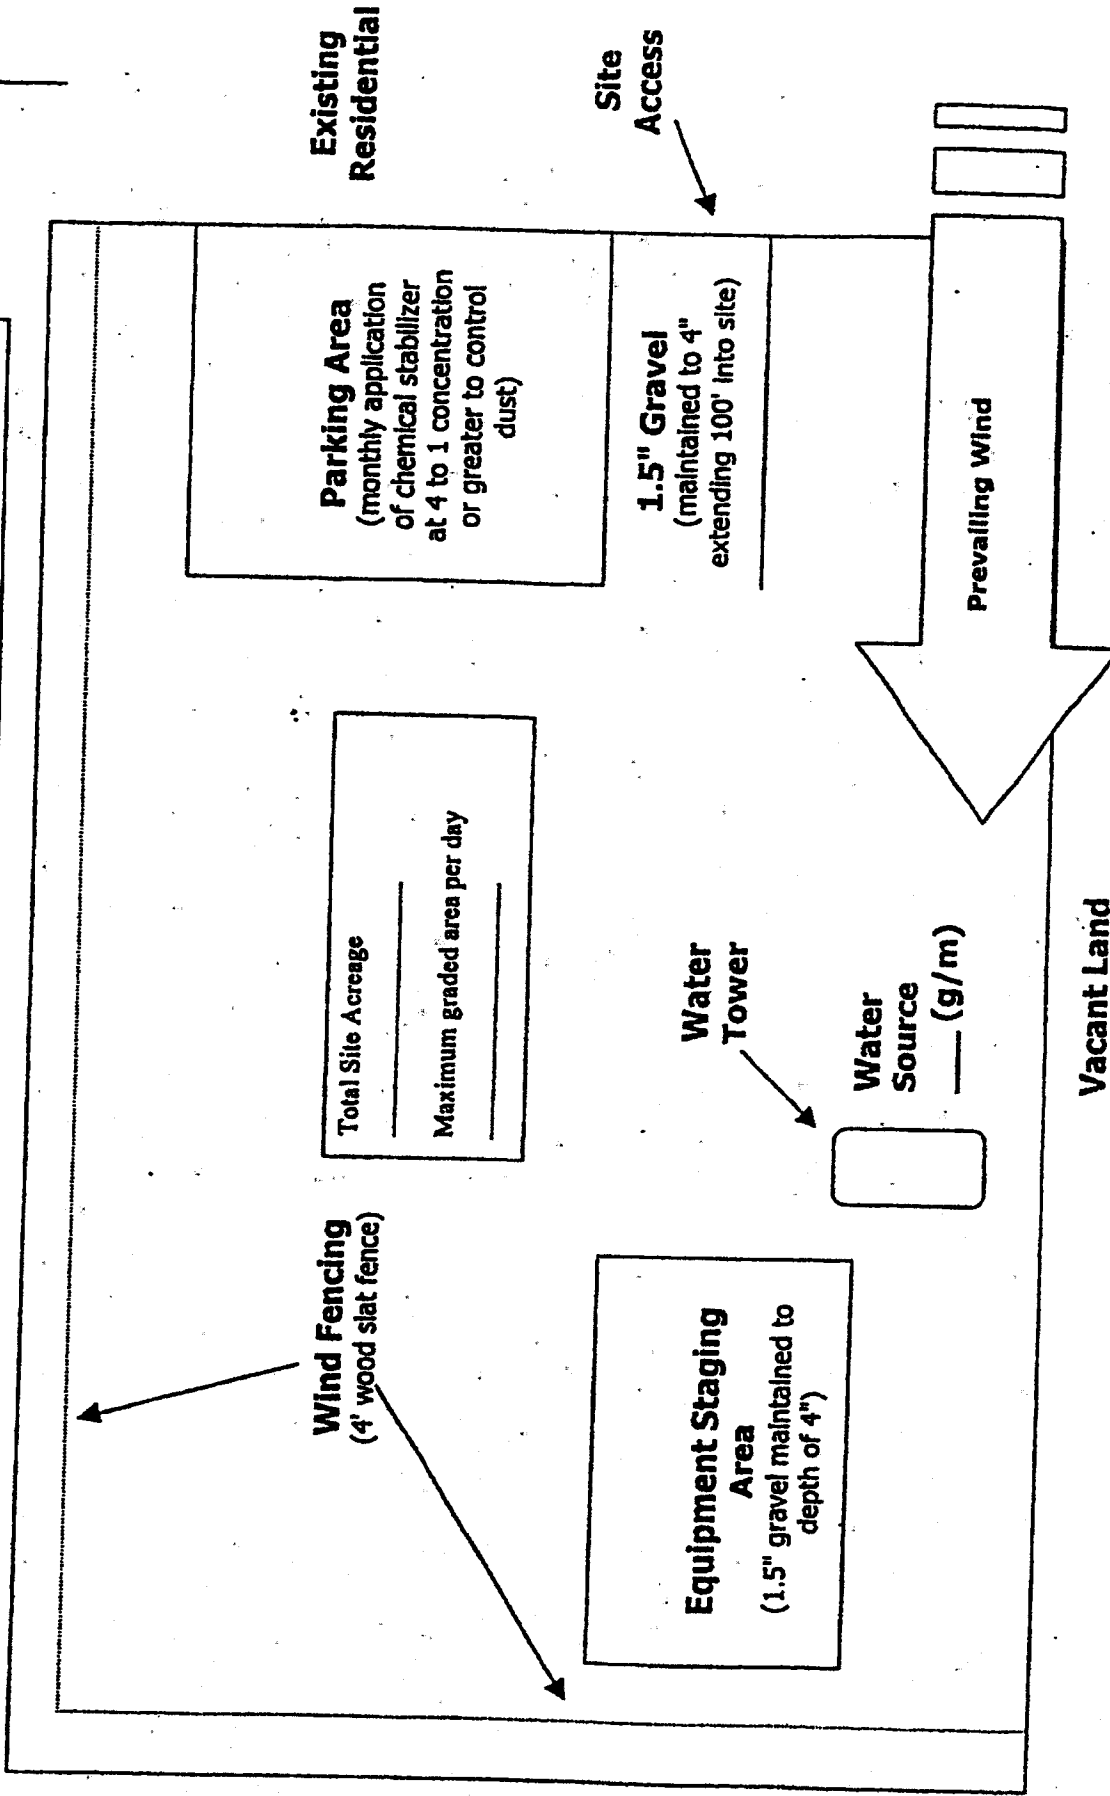 Existing
Residential
Site
Access
Parking Area
(monthly application
of chemical stabilizer
at 4 to 1 concentration
or greater to control
dust)
1.5" Gravel
(maintained to 4"
extending 100' into site)
Prevailing Wind
Total Site Acreage
Maximum graded area per day
Water
Tower
Water
Source
___ (g/m)
Vacant Land
Wind Fencing
(4' wood slat fence)
Equipment Staging
Area
(1.5" gravel maintained to
depth of 4")